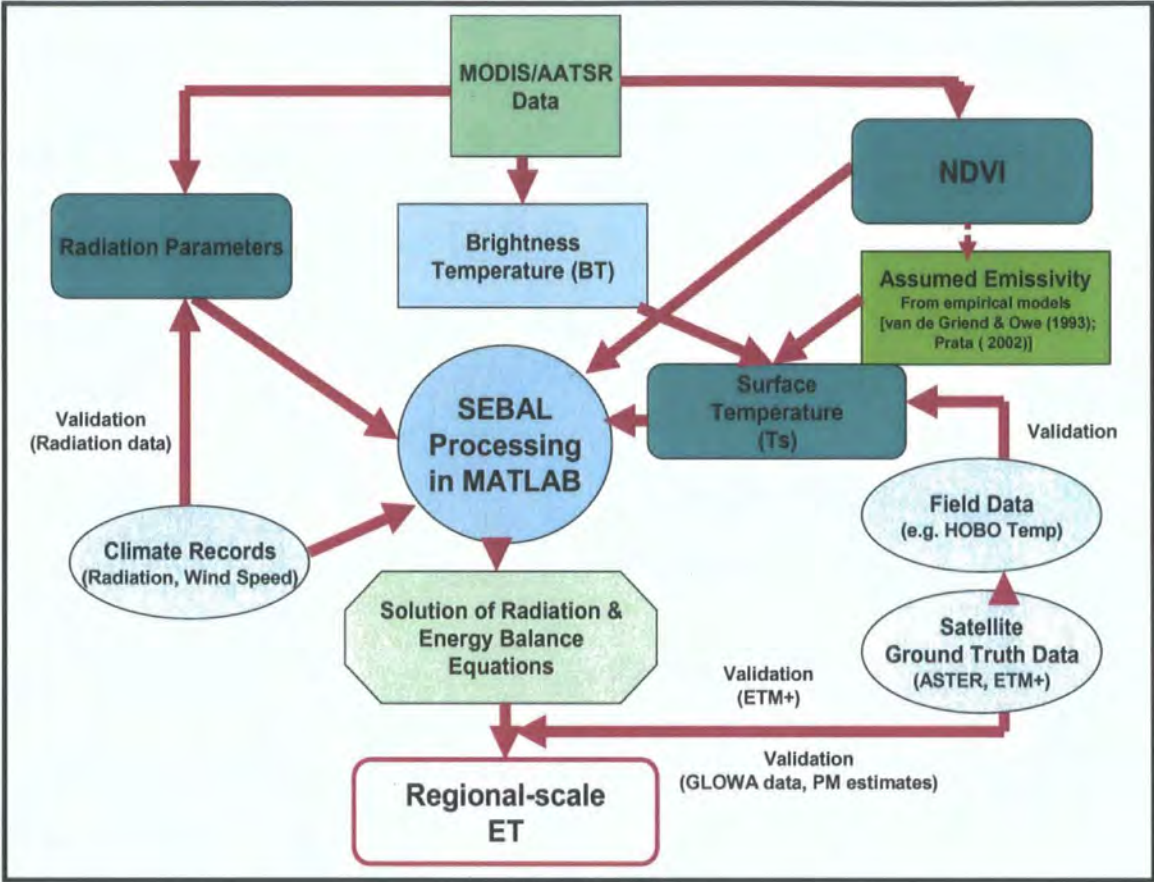 MODIS/AATSR
Data
NDVI
Radiation Parameters
Brightness
Temperature (BT)
Assumed Emissivity
From empirical models
[van de Griend & Owe (1993);
Prata ( 2002)]
Surface
Temperature
(Ts)
SEBAL
Processing
in MATLAB
Validation
(Radiation data)
Validation
Field Data
(e.g. HOBO Temp)
Climate Records
(Radiation, Wind Speed)
Solution of Radiation &
Energy Balance
Equations
Satellite
Ground Truth Data
(ASTER, ETM+)
Validation
(ETM+)
Validation
(GLOWA data, PM estimates)
Regional-scale
ET